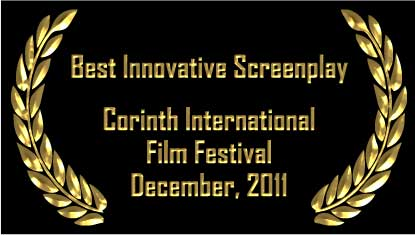 Best Innovative Screenplay
Corinth International
Film Festival
December, 2011